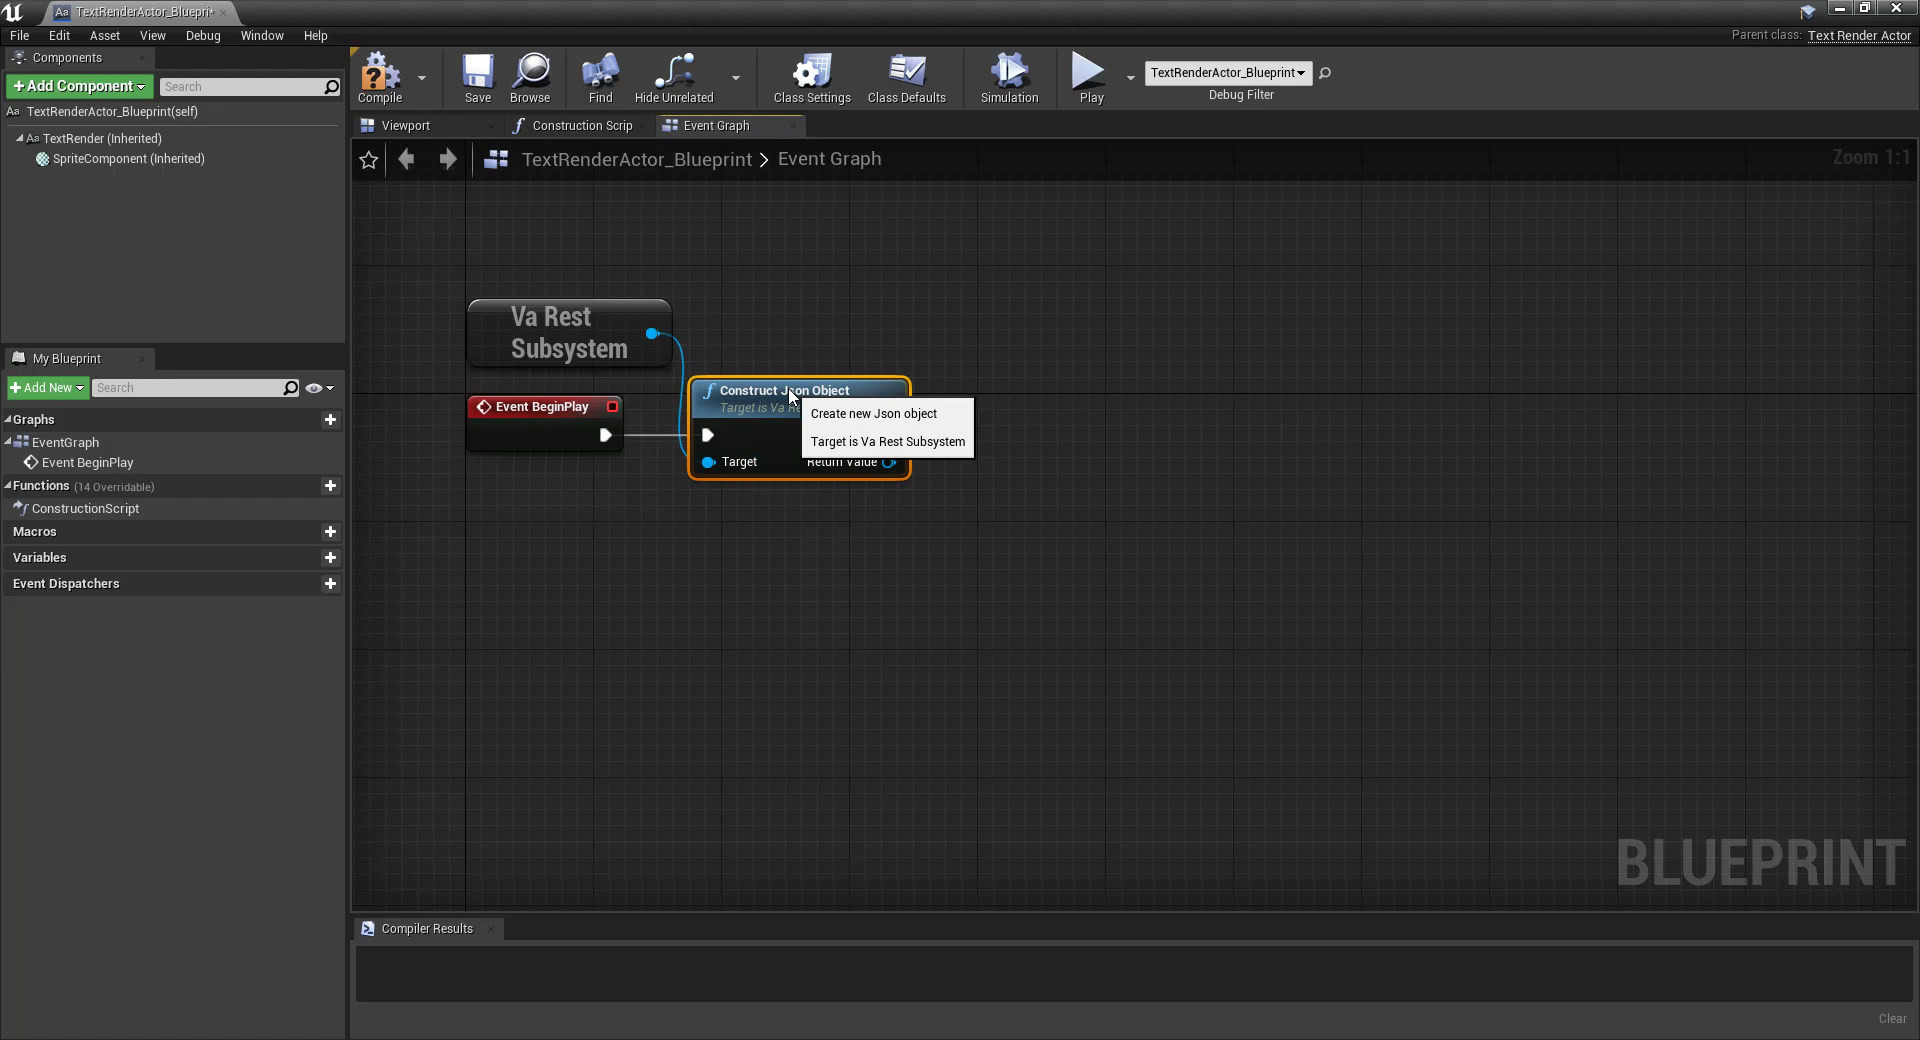 TextRenderActor_Bluepri*
File Edit Asset View Debug Window Help
Parent class: Text Render Actor
Components
+Add Component
Search
TextRenderActor_Blueprint(self)
TextRender (Inherited)
SpriteComponent (Inherited)
Compile
Save
Browse
Find
Hide Unrelated
Class Settings
Class Defaults
Simulation
Play
TextRenderActor_Blueprint
Debug Filter
Viewport
Construction Scrip
Event Graph
TextRenderActor_Blueprint > Event Graph
Zoom 1:1
Va Rest
Subsystem
Event BeginPlay
Construct Json Object
Target is Va Re
Create new Json object
Target is Va Rest Subsystem
Target
Return Value
My Blueprint
+Add New
Search
Graphs
EventGraph
Event BeginPlay
Functions (14 Overridable)
ConstructionScript
Macros
Variables
Event Dispatchers
BLUEPRINT
Compiler Results
Clear